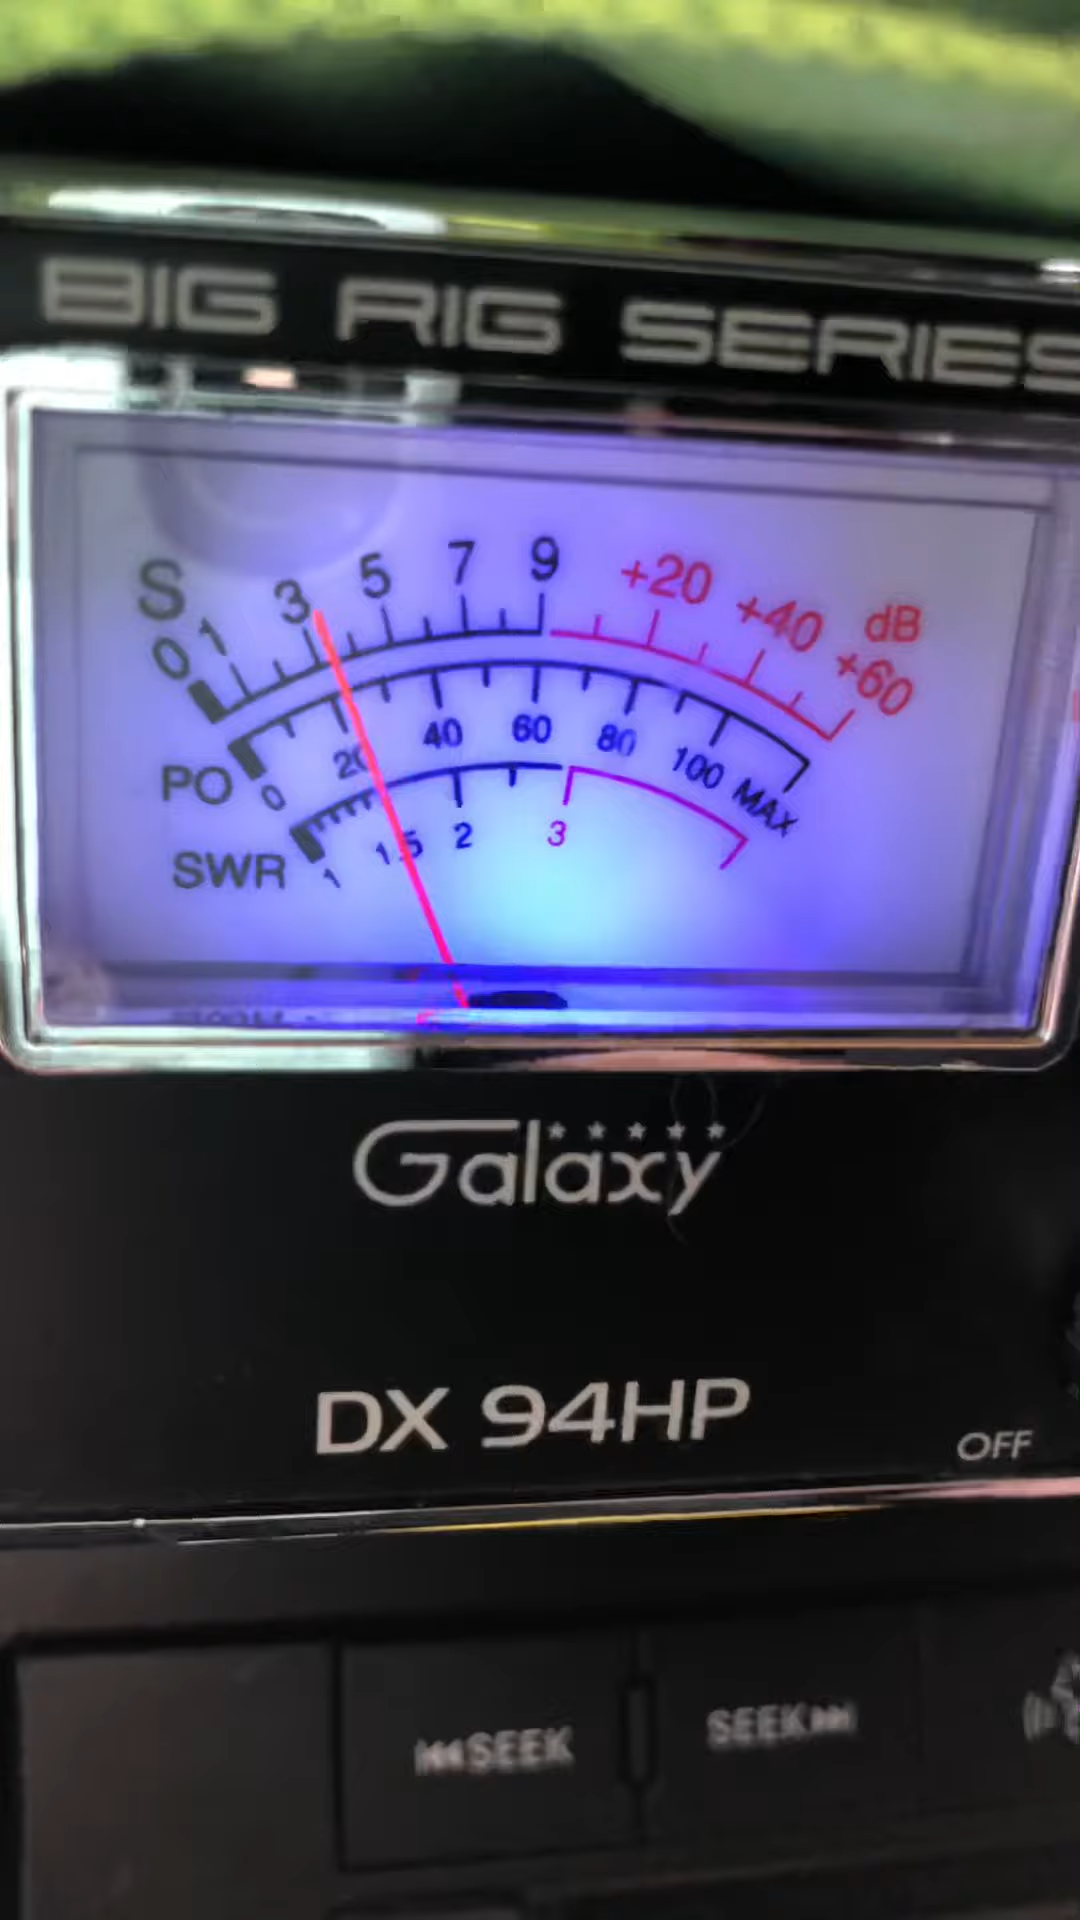 BIG RIG SERIES
S 0 1 3 5 7 9 +20 +40 +60 dB
PO 0 20 40 60 80 100 MAX
SWR 1 1.5 2 3
Galaxy
DX 94HP
OFF
SEEK SEEK